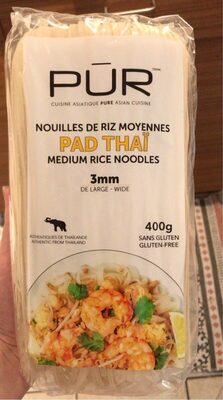 PŪR
CUISINE ASIATIQUE PURE ASIAN CUISINE
NOUILLES DE RIZ MOYENNES
PAD THAÏ
MEDIUM RICE NOODLES
3mm
DE LARGE - WIDE
400g
SANS GLUTEN
GLUTEN-FREE
AUTHENTIQUES DE THAÏLANDE
AUTHENTIC FROM THAILAND